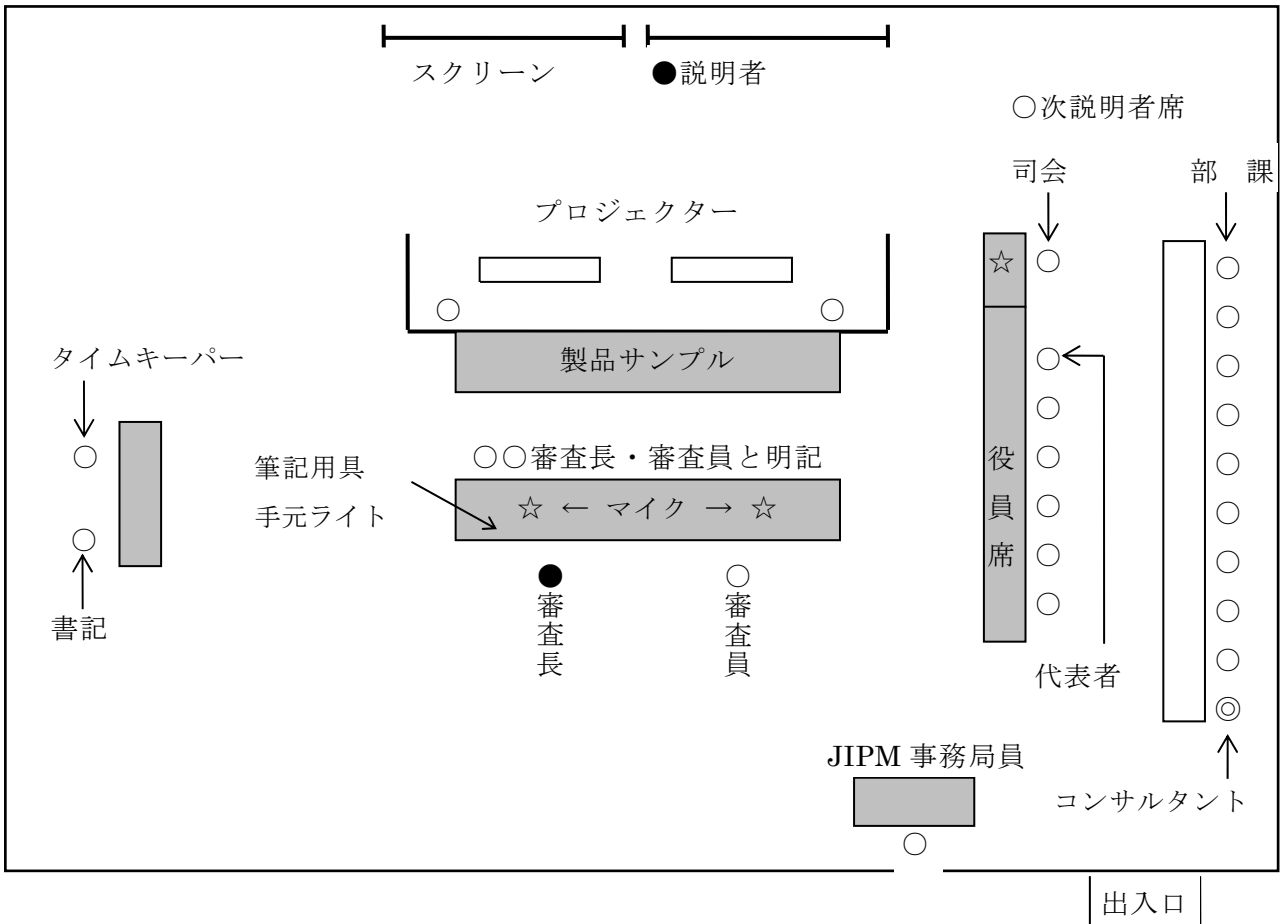 スクリーン
●説明者
○次説明者席
司会
部　課
プロジェクター
☆
製品サンプル
タイムキーパー
筆記用具
手元ライト
○○審査長・審査員と明記
☆ ← マイク → ☆
役員席
書記
●審査長
○審査員
代表者
JIPM 事務局員
コンサルタント
出入口